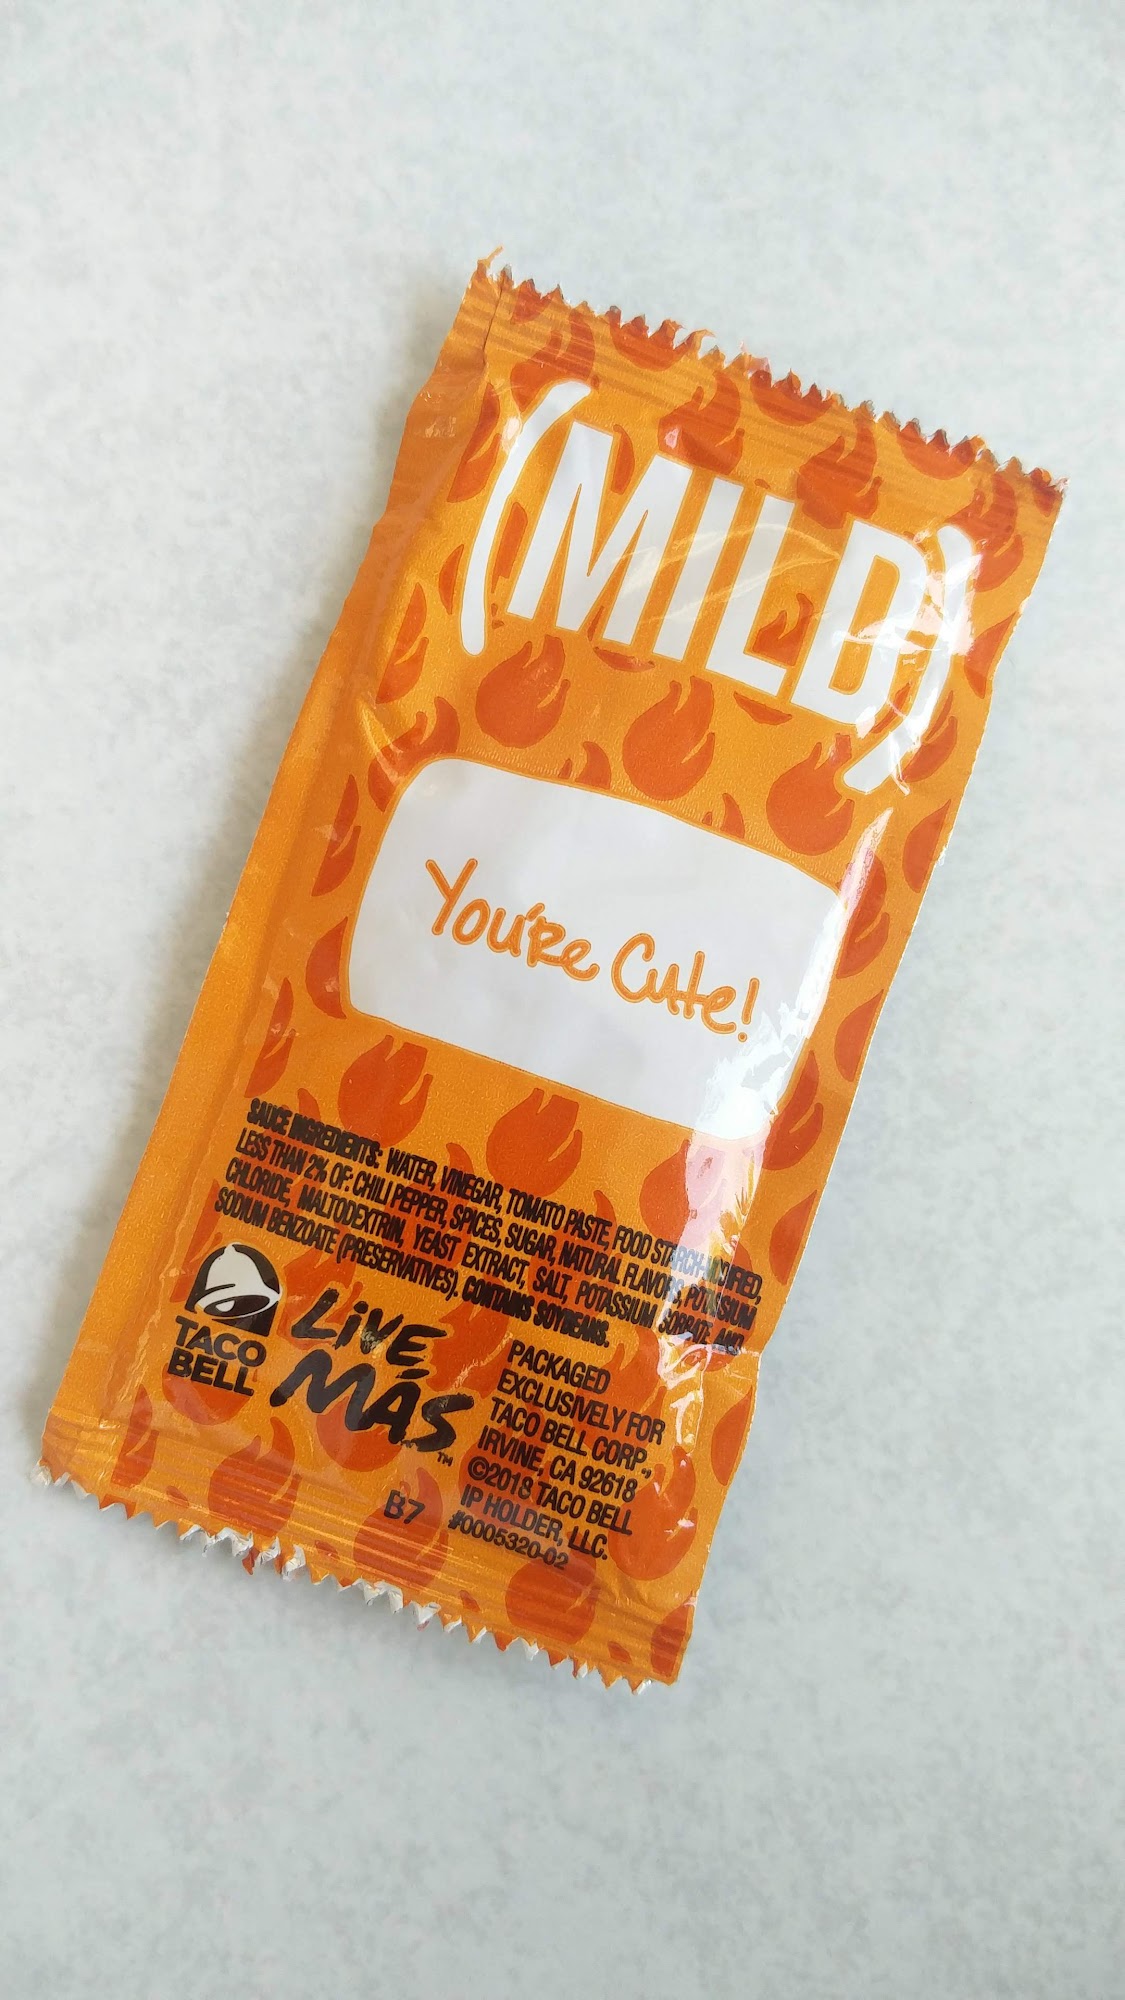 (MILD)
You're Cute!
SAUCE INGREDIENTS: WATER, VINEGAR, TOMATO PASTE, FOOD STARCH-MODIFIED,
LESS THAN 2% OF: CHILI PEPPER, SPICES, SUGAR, NATURAL FLAVORS, POTASSIUM
CHLORIDE, MALTODEXTRIN, YEAST EXTRACT, SALT, POTASSIUM SORBATE AND
SODIUM BENZOATE (PRESERVATIVES). CONTAINS SOYBEANS.
TACO
BELL
LIVE
MÁS™
PACKAGED
EXCLUSIVELY FOR
TACO BELL CORP.,
IRVINE, CA 92618
©2018 TACO BELL
IP HOLDER, LLC.
#0005320-02
B7